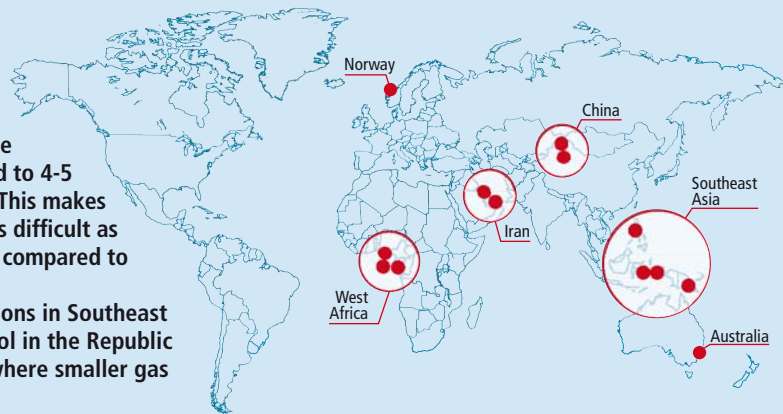 e
d to 4-5
This makes
s difficult as
compared to
ons in Southeast
ol in the Republic
where smaller gas
Norway
China
Southeast
Asia
Iran
West
Africa
Australia